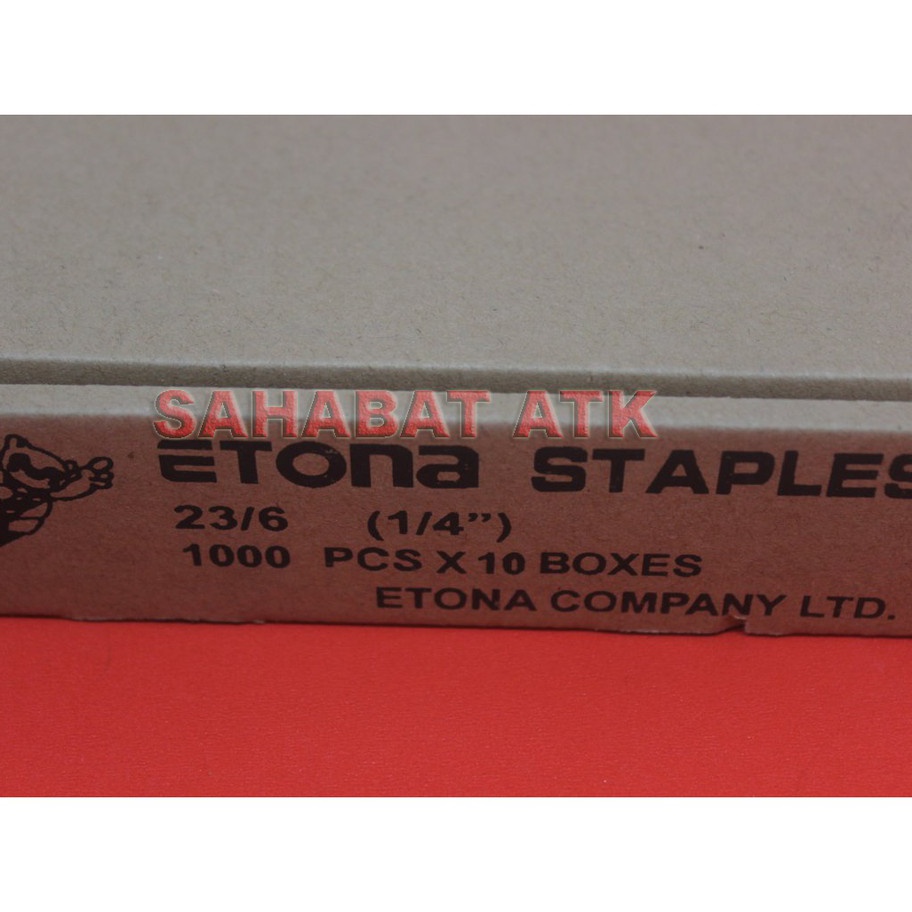 SAHABAT ATK
ETONA STAPLES
23/6 (1/4")
1000 PCS X 10 BOXES
ETONA COMPANY LTD.